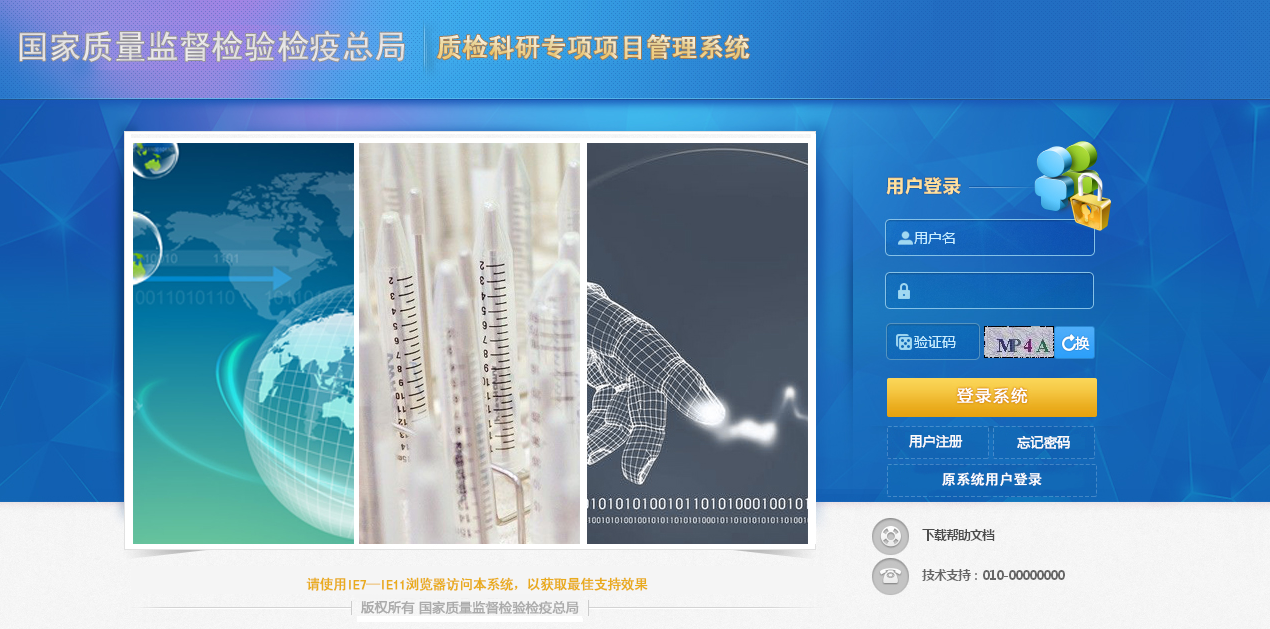 国家质量监督检验检疫总局 质检科研专项项目管理系统
用户登录
用户名
验证码 MP4A 换
登录系统
用户注册 忘记密码
原系统用户登录
下载帮助文档
技术支持：010-00000000
请使用IE7—IE11浏览器访问本系统，以获取最佳支持效果
版权所有 国家质量监督检验检疫总局